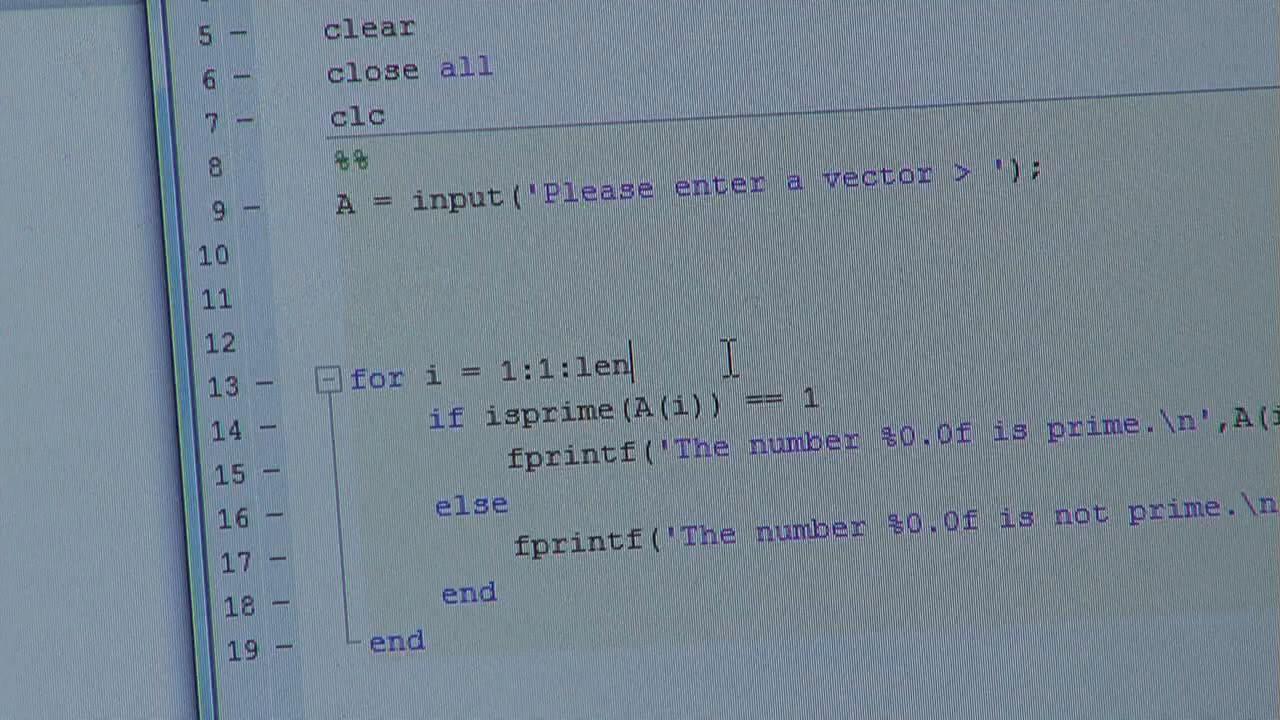 5 – clear
6 – close all
7 – clc
8 %%
9 – A = input('Please enter a vector > ');
10
11
12
13 – for i = 1:1:len
14 – if isprime(A(i)) == 1
15 – fprintf('The number %0.0f is prime.\n',A(i
16 – else
17 – fprintf('The number %0.0f is not prime.\n
18 – end
19 – end